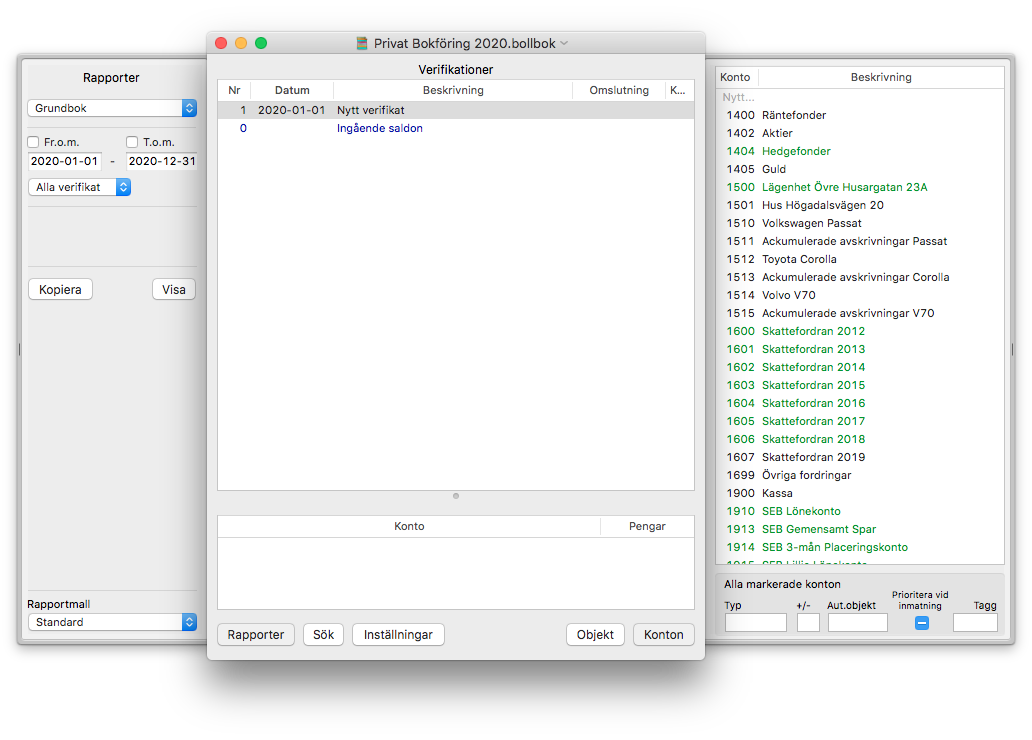 Privat Bokföring 2020.bollbok
Rapporter
Grundbok
Fr.o.m. T.o.m.
2020-01-01 - 2020-12-31
Alla verifikat
Kopiera Visa
Rapportmall
Standard
Verifikationer
Nr Datum Beskrivning Omslutning K...
1 2020-01-01 Nytt verifikat
0 Ingående saldon
Konto Pengar
Rapporter Sök Inställningar Objekt Konton
Konto Beskrivning
Nytt...
1400 Räntefonder
1402 Aktier
1404 Hedgefonder
1405 Guld
1500 Lägenhet Övre Husargatan 23A
1501 Hus Högadalsvägen 20
1510 Volkswagen Passat
1511 Ackumulerade avskrivningar Passat
1512 Toyota Corolla
1513 Ackumulerade avskrivningar Corolla
1514 Volvo V70
1515 Ackumulerade avskrivningar V70
1600 Skattefordran 2012
1601 Skattefordran 2013
1602 Skattefordran 2014
1603 Skattefordran 2015
1604 Skattefordran 2016
1605 Skattefordran 2017
1606 Skattefordran 2018
1607 Skattefordran 2019
1699 Övriga fordringar
1900 Kassa
1910 SEB Lönekonto
1913 SEB Gemensamt Spar
1914 SEB 3-mån Placeringskonto
Alla markerade konton
Typ +/- Aut.objekt Prioritera vid
inmatning Tagg